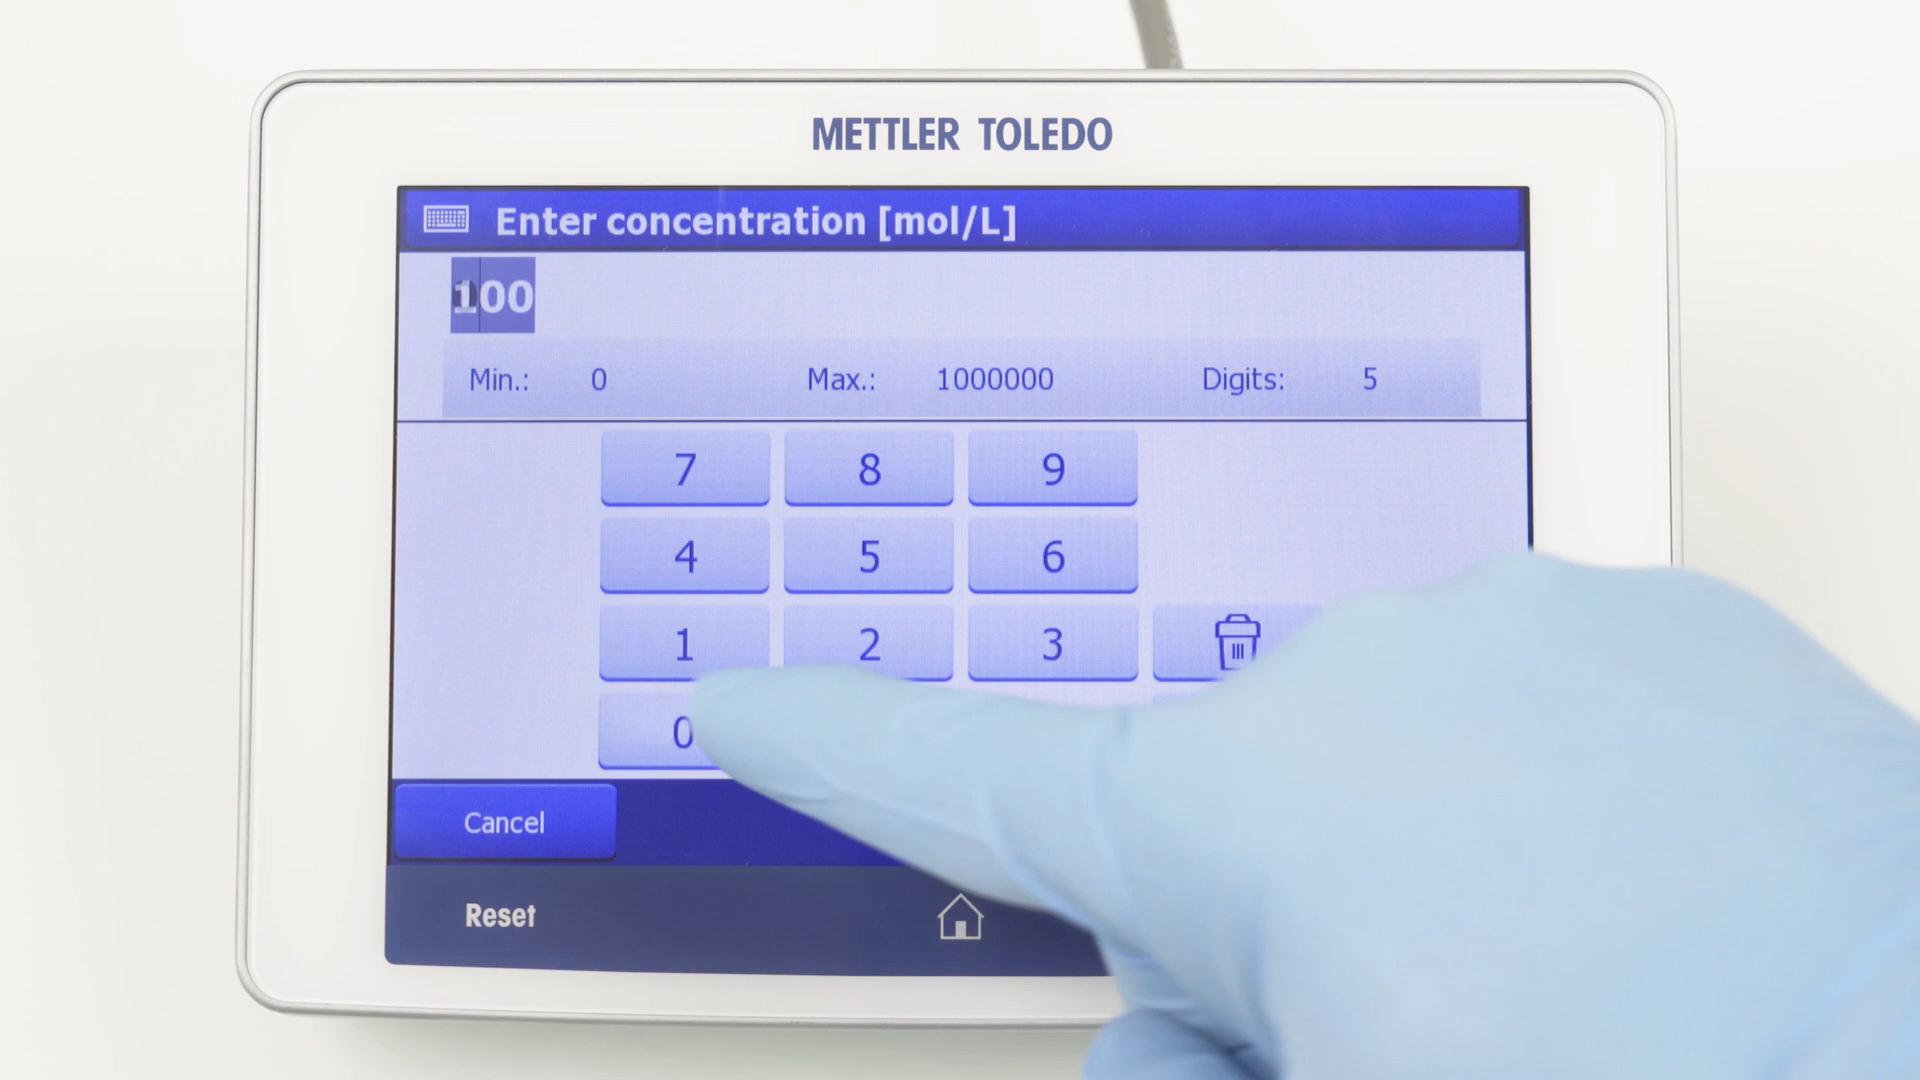 METTLER TOLEDO
Enter concentration [mol/L]
100
Min.: 0 Max.: 1000000 Digits: 5
7 8 9
4 5 6
1 2 3
0
Cancel
Reset